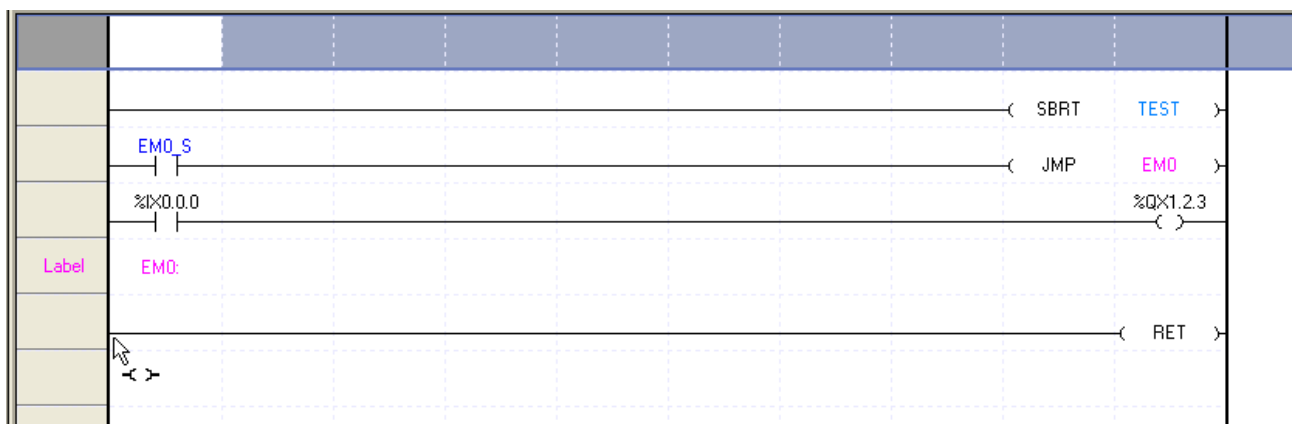 SBRT TEST
EM0_S
JMP EM0
%IX0.0.0 %QX1.2.3
Label EM0:
RET